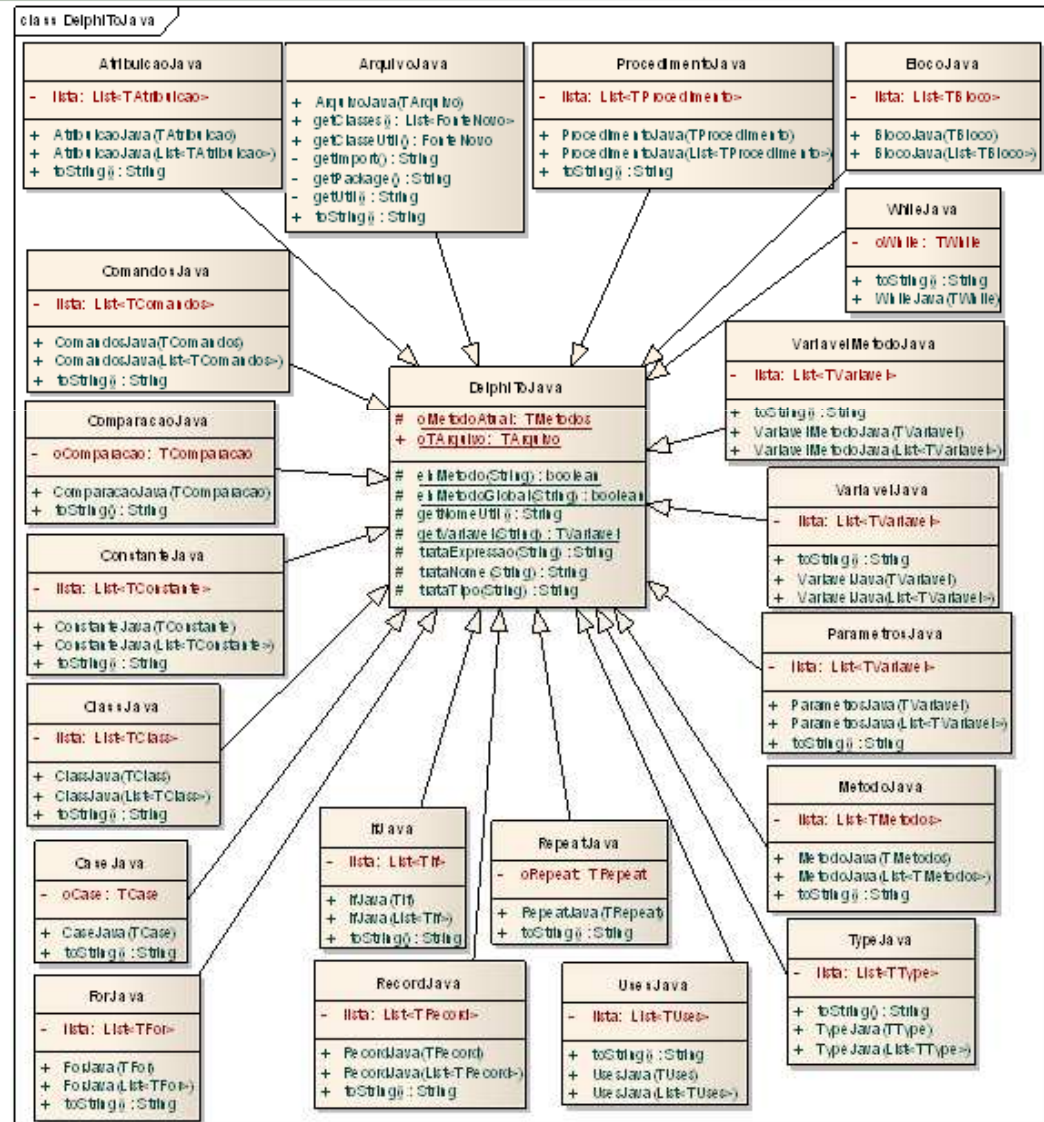 class DelphiToJava
AtribuicaoJava
- lista: List<TAtribuicao>
+ AtribuicaoJava(TAtribuicao)
+ AtribuicaoJava(List<TAtribuicao>)
+ toString() : String
ArquivoJava
+ ArquivoJava(TArquivo)
+ getClasses() : List<FonteNovo>
+ getClasseUtil() : FonteNovo
- getImport() : String
- getPackage() : String
- getUtil() : String
+ toString() : String
ProcedimentoJava
- lista: List<TProcedimento>
+ ProcedimentoJava(TProcedimento)
+ ProcedimentoJava(List<TProcedimento>)
+ toString() : String
BlocoJava
- lista: List<TBloco>
+ BlocoJava(TBloco)
+ BlocoJava(List<TBloco>)
WhileJava
- oWhile: TWhile
+ toString() : String
+ WhileJava(TWhile)
ComandosJava
- lista: List<TComandos>
+ ComandosJava(TComandos)
+ ComandosJava(List<TComandos>)
+ toString() : String
VariavelMetodoJava
- lista: List<TVariavel>
+ toString() : String
+ VariavelMetodoJava(TVariavel)
+ VariavelMetodoJava(List<TVariavel>)
DelphiToJava
# oMetodoAtual: TMetodos
+ oTArquivo: TArquivo
# ehMetodo(String) : boolean
# ehMetodoGlobal(String) : boolean
# getNomeUtil() : String
# getVariavel(String) : TVariavel
# trataExpressao(String) : String
# trataNome(String) : String
# trataTipo(String) : String
ComparacaoJava
- oComparacao: TComparacao
+ ComparacaoJava(TComparacao)
+ toString() : String
VariavelJava
- lista: List<TVariavel>
+ toString() : String
+ VariavelJava(TVariavel)
+ VariavelJava(List<TVariavel>)
ConstanteJava
- lista: List<TConstante>
+ ConstanteJava(TConstante)
+ ConstanteJava(List<TConstante>)
+ toString() : String
ParametrosJava
- lista: List<TVariavel>
+ ParametrosJava(TVariavel)
+ ParametrosJava(List<TVariavel>)
+ toString() : String
ClassJava
- lista: List<TClass>
+ ClassJava(TClass)
+ ClassJava(List<TClass>)
+ toString() : String
MetodoJava
- lista: List<TMetodos>
+ MetodoJava(TMetodos)
+ MetodoJava(List<TMetodos>)
+ toString() : String
IfJava
- lista: List<TIf>
+ IfJava(TIf)
+ IfJava(List<TIf>)
+ toString() : String
RepeatJava
- oRepeat: TRepeat
+ RepeatJava(TRepeat)
+ toString() : String
CaseJava
- oCase: TCase
+ CaseJava(TCase)
+ toString() : String
TypeJava
- lista: List<TType>
+ toString() : String
+ TypeJava(TType)
+ TypeJava(List<TType>)
ForJava
- lista: List<TFor>
+ ForJava(TFor)
+ ForJava(List<TFor>)
+ toString() : String
RecordJava
- lista: List<TRecord>
+ RecordJava(TRecord)
+ RecordJava(List<TRecord>)
+ toString() : String
UsesJava
- lista: List<TUses>
+ toString() : String
+ UsesJava(TUses)
+ UsesJava(List<TUses>)